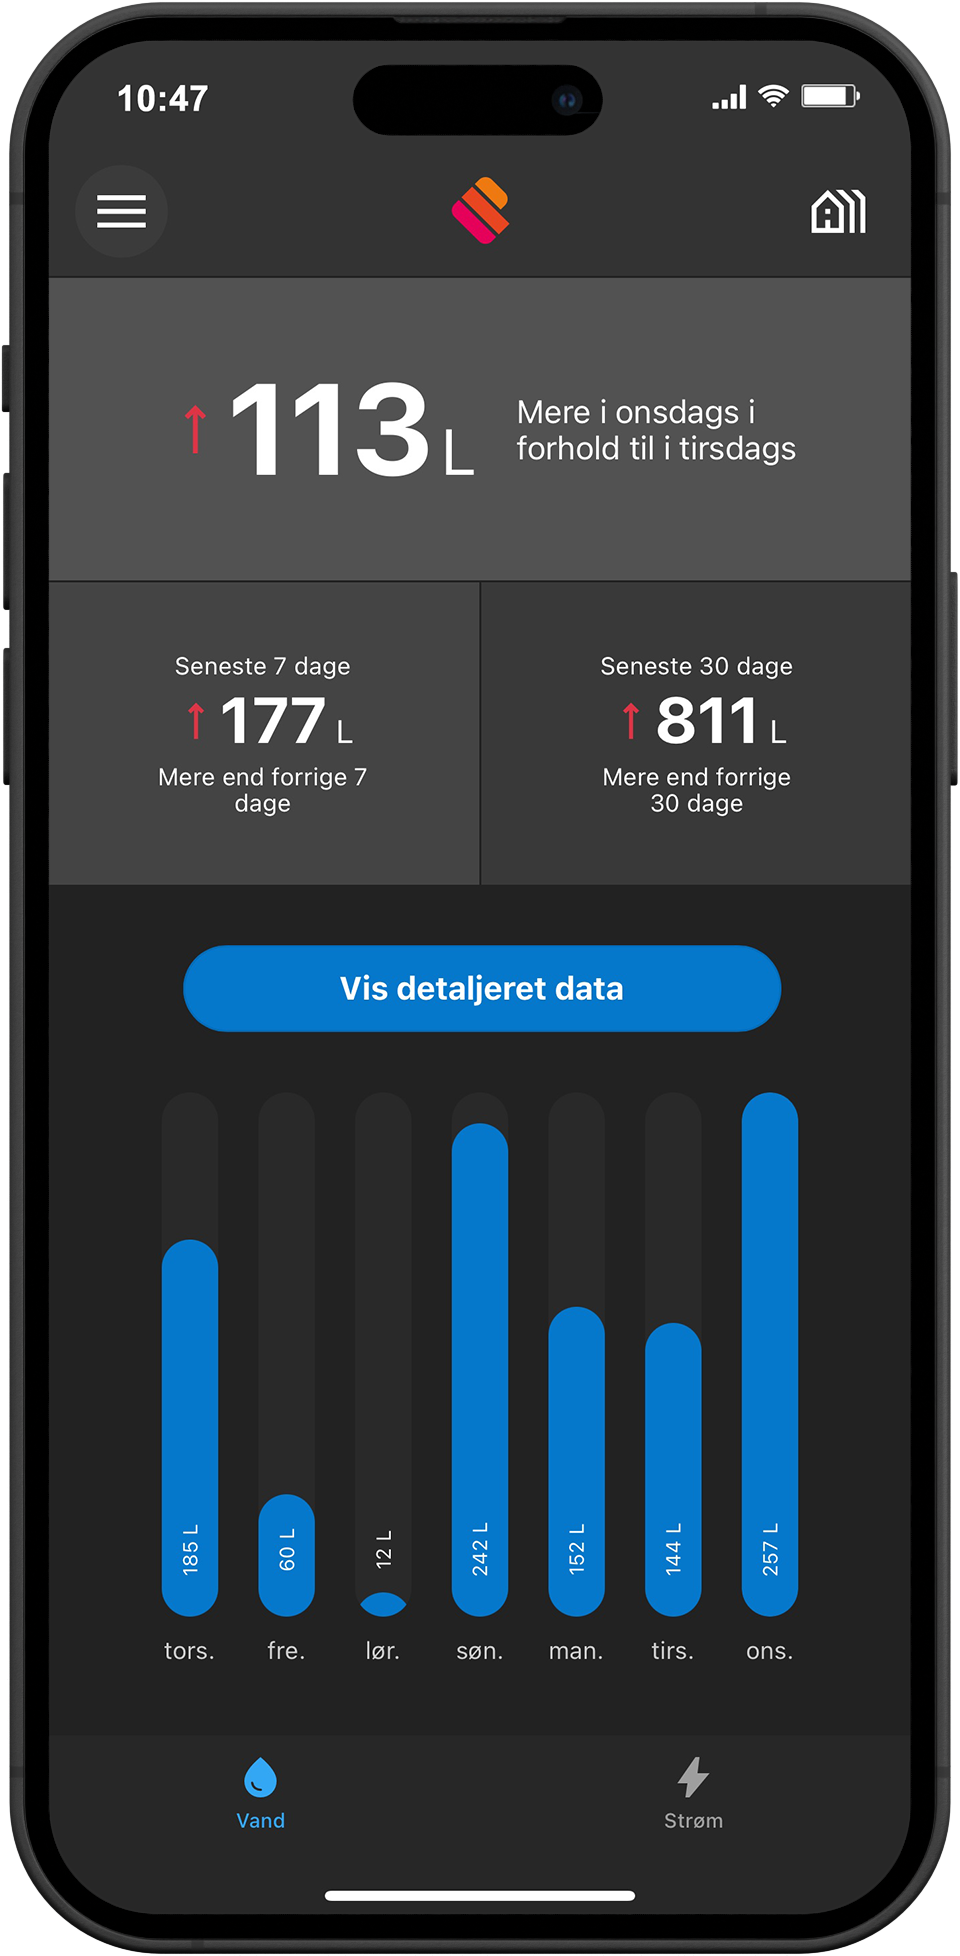 10:47
↑ 113 L
Mere i onsdags i
forhold til i tirsdags
Seneste 7 dage
↑ 177 L
Mere end forrige 7
dage
Seneste 30 dage
↑ 811 L
Mere end forrige
30 dage
Vis detaljeret data
185 L
60 L
12 L
242 L
152 L
144 L
257 L
tors.
fre.
lør.
søn.
man.
tirs.
ons.
Vand
Strøm